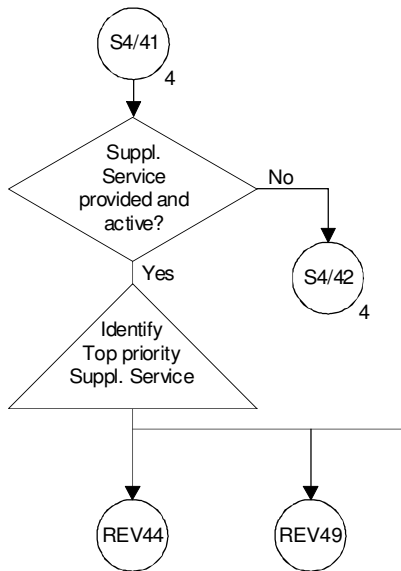 S4/41
4
Suppl.
Service
provided and
active?
No
Yes
S4/42
4
Identify
Top priority
Suppl. Service
REV44
REV49